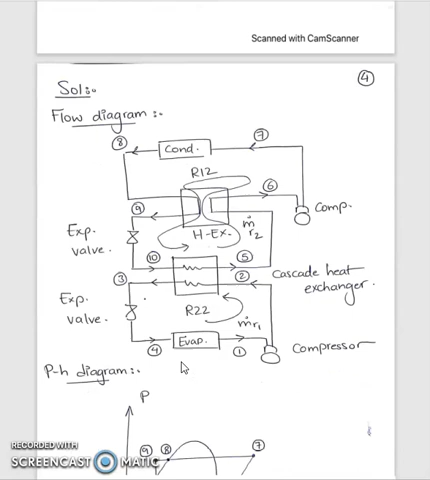 Scanned with CamScanner
4
Sol:-
Flow diagram :-
8
Cond.
7
R12
6
9
Comp.
Exp.
valve.
H-Ex.
ṁr2
10
5
3
2
Cascade heat
exchanger.
Exp.
valve.
R22
ṁr1
4
Evap.
1
Compressor
P-h diagram:.
P
9
8
7
RECORDED WITH
SCREENCAST MATIC